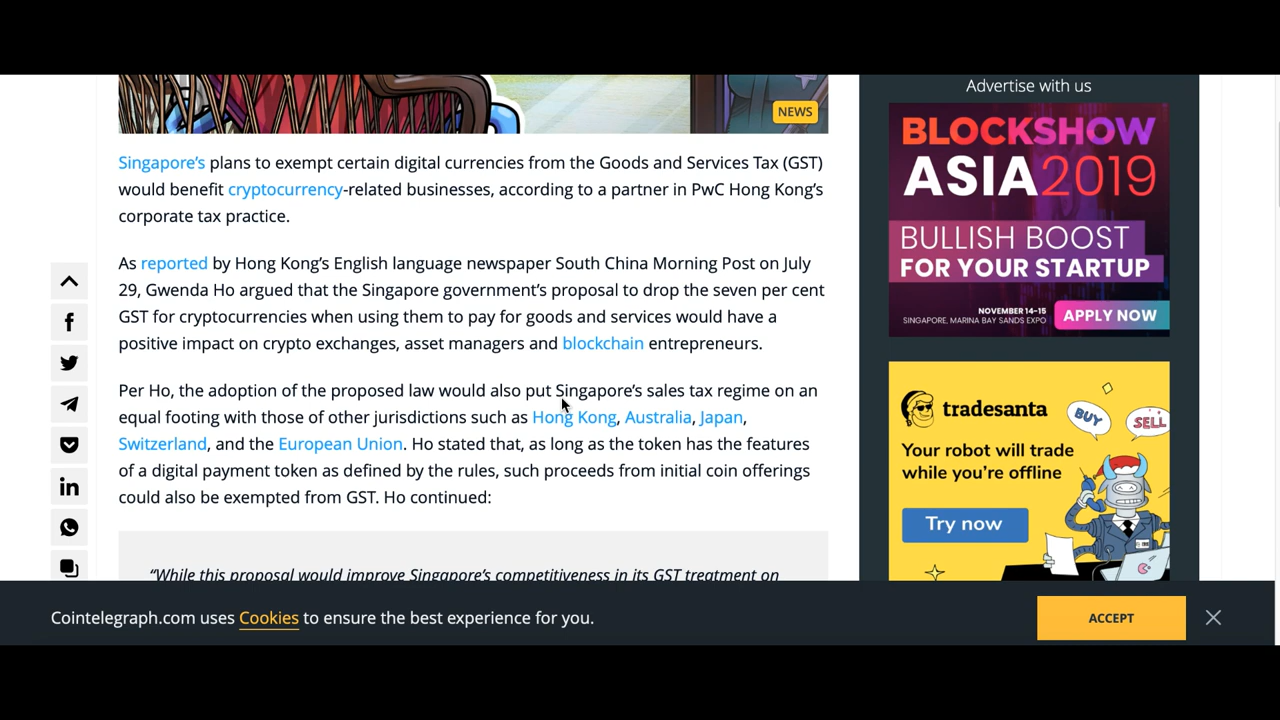 NEWS
Singapore's plans to exempt certain digital currencies from the Goods and Services Tax (GST)
would benefit cryptocurrency-related businesses, according to a partner in PwC Hong Kong's
corporate tax practice.
As reported by Hong Kong's English language newspaper South China Morning Post on July
29, Gwenda Ho argued that the Singapore government's proposal to drop the seven per cent
GST for cryptocurrencies when using them to pay for goods and services would have a
positive impact on crypto exchanges, asset managers and blockchain entrepreneurs.
Per Ho, the adoption of the proposed law would also put Singapore's sales tax regime on an
equal footing with those of other jurisdictions such as Hong Kong, Australia, Japan,
Switzerland, and the European Union. Ho stated that, as long as the token has the features
of a digital payment token as defined by the rules, such proceeds from initial coin offerings
could also be exempted from GST. Ho continued:
"While this proposal would improve Singapore's competitiveness in its GST treatment on
Advertise with us
BLOCKSHOW
ASIA2019
BULLISH BOOST
FOR YOUR STARTUP
NOVEMBER 14-15
SINGAPORE, MARINA BAY SANDS EXPO
APPLY NOW
tradesanta
BUY
SELL
Your robot will trade
while you're offline
Try now
Cointelegraph.com uses Cookies to ensure the best experience for you.
ACCEPT